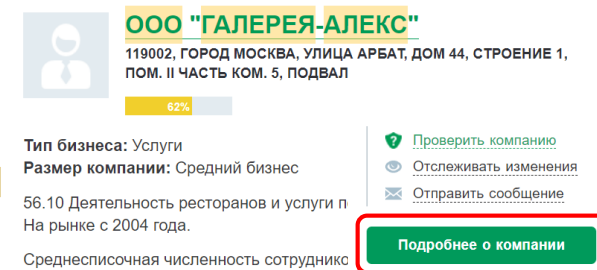 ООО "ГАЛЕРЕЯ-АЛЕКС"
119002, ГОРОД МОСКВА, УЛИЦА АРБАТ, ДОМ 44, СТРОЕНИЕ 1,
ПОМ. II ЧАСТЬ КОМ. 5, ПОДВАЛ
62%
Тип бизнеса: Услуги
Размер компании: Средний бизнес
56.10 Деятельность ресторанов и услуги
На рынке с 2004 года.
Среднесписочная численность
Проверить компанию
Отслеживать изменения
Отправить сообщение
Подробнее о компании